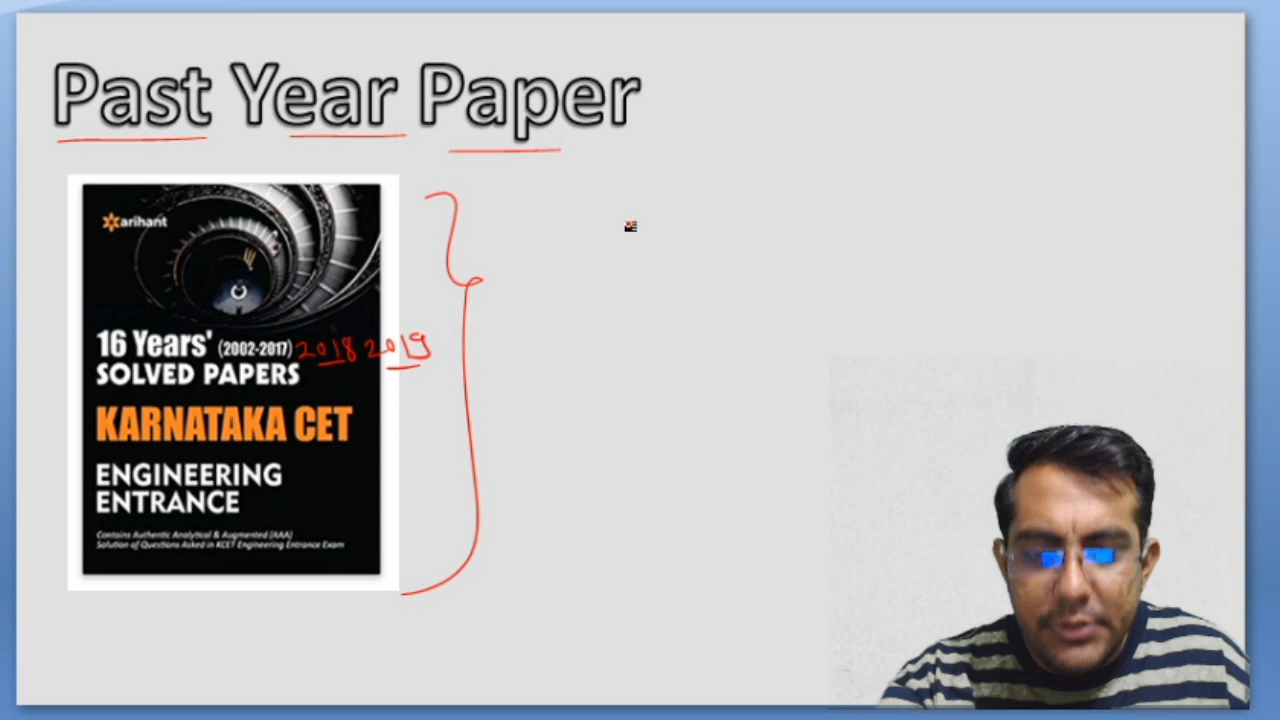 Past Year Paper
arihant
16 Years' (2002-2017) 2018 2019
SOLVED PAPERS
KARNATAKA CET
ENGINEERING
ENTRANCE
Contains Authentic Analytical & Augmented (AAA)
Solution of Questions Asked in KCET Engineering Entrance Exam